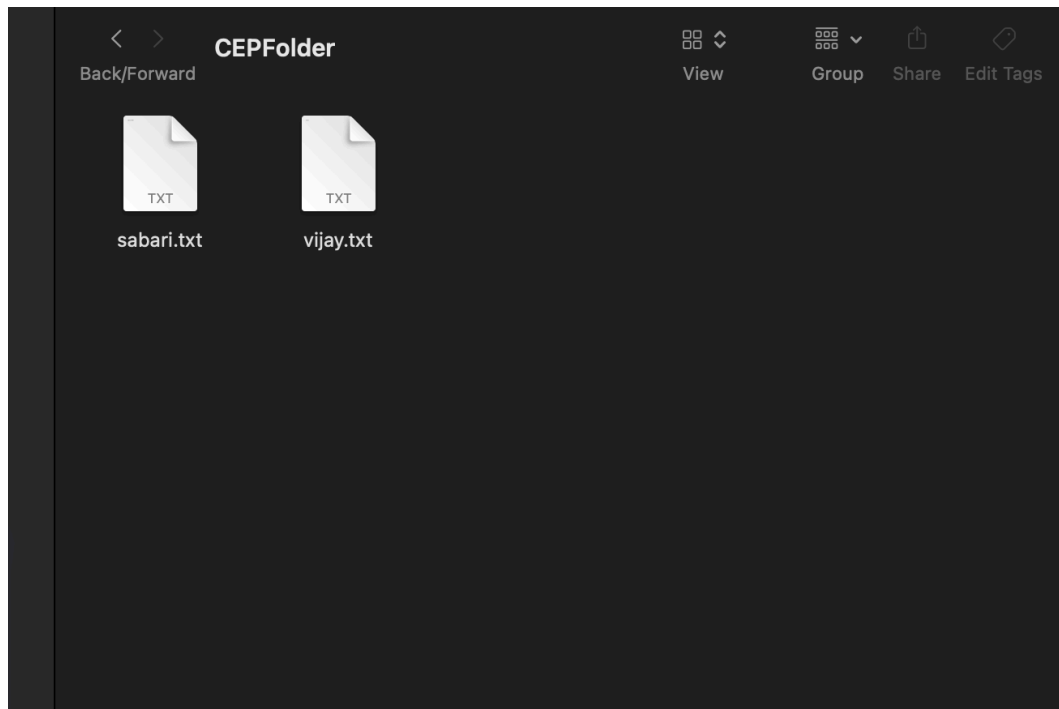 CEPFolder
Back/Forward
View
Group
Share
Edit Tags
TXT
TXT
sabari.txt
vijay.txt